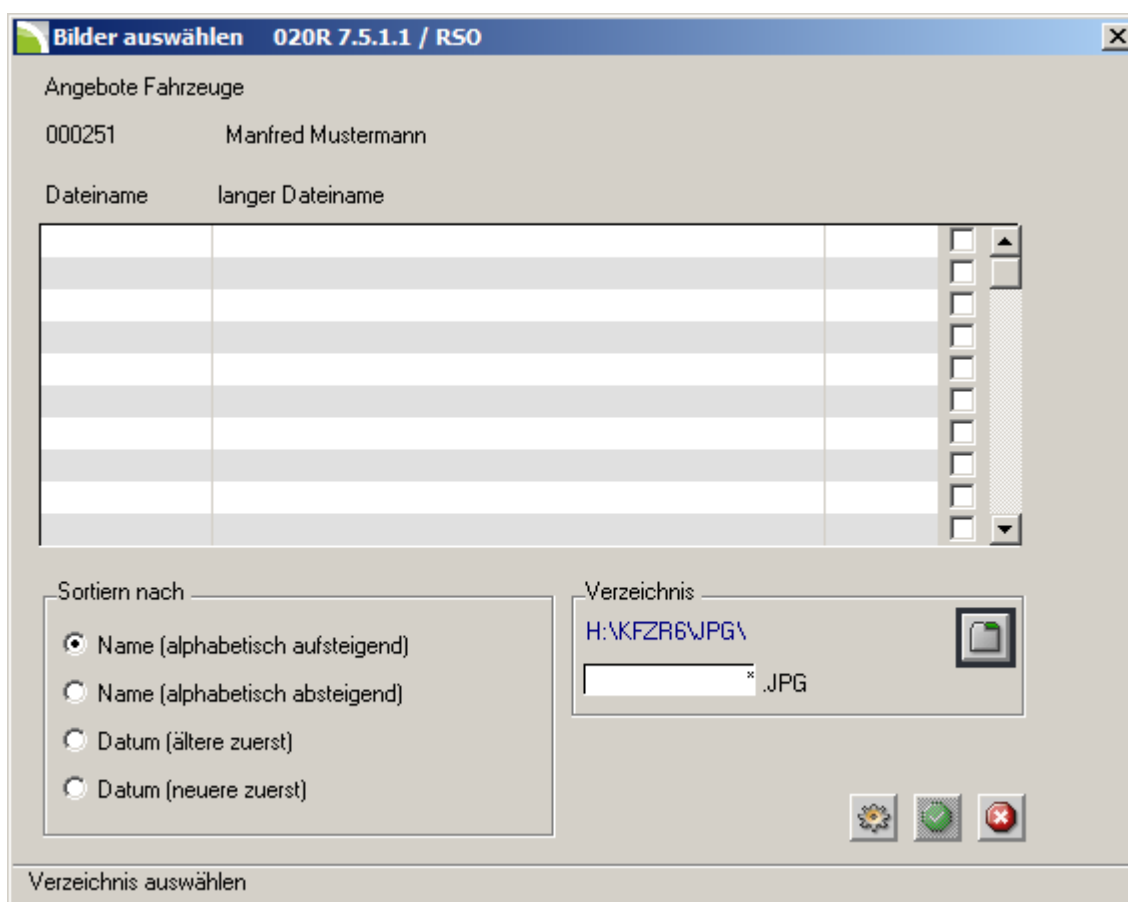 Bilder auswählen 020R 7.5.1.1 / RSO
Angebote Fahrzeuge
000251 Manfred Mustermann
Dateiname langer Dateiname
Sortiern nach
Name (alphabetisch aufsteigend)
Name (alphabetisch absteigend)
Datum (ältere zuerst)
Datum (neuere zuerst)
Verzeichnis
H:\KFZR6\JPG\
* .JPG
Verzeichnis auswählen